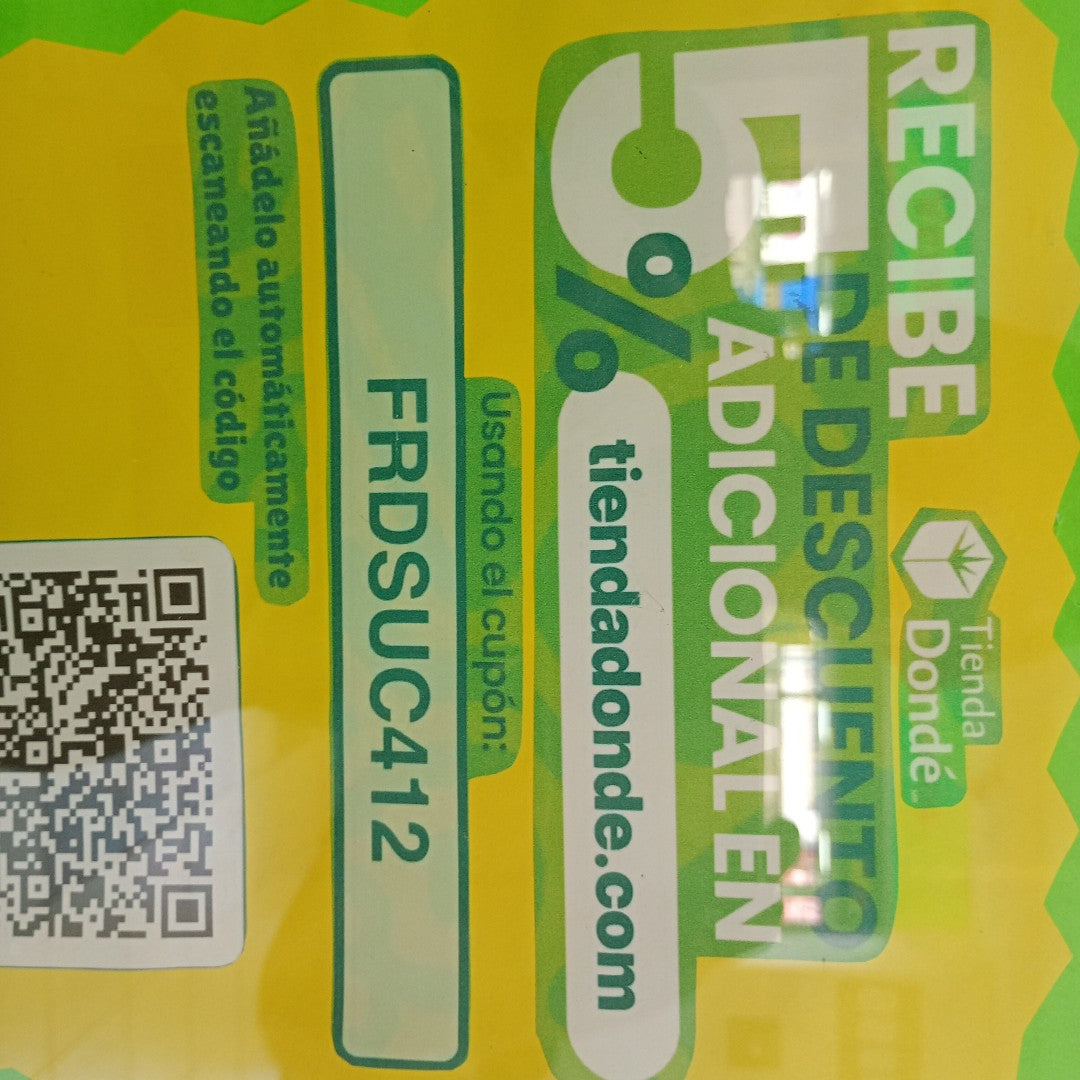 RECIBE
5% DE DESCUENTO
ADICIONAL EN
tiendadonde.com
Tienda
Dondé
Usando el cupón:
FRDSUC412
Añádelo automáticamente
escaneando el código